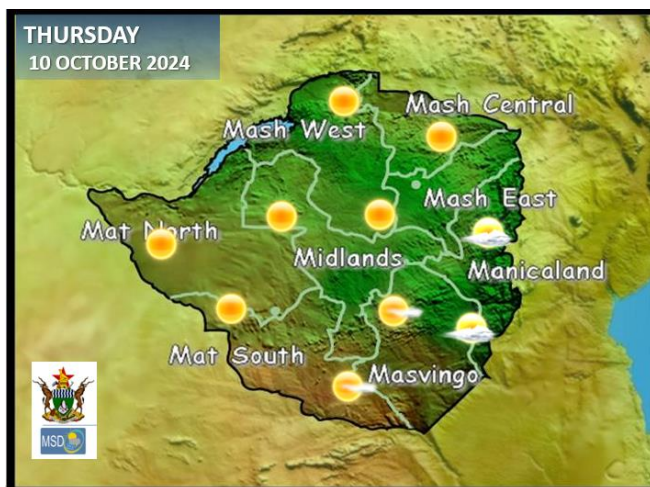 THURSDAY
10 OCTOBER 2024
Mash Central
Mash West
Mash East
Mat North
Midlands
Manicaland
Mat South
Masvingo
MSD